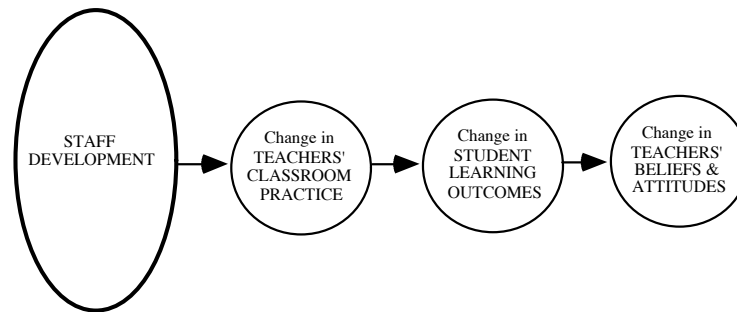 STAFF
DEVELOPMENT
Change in
TEACHERS'
CLASSROOM
PRACTICE
Change in
STUDENT
LEARNING
OUTCOMES
Change in
TEACHERS'
BELIEFS &
ATTITUDES